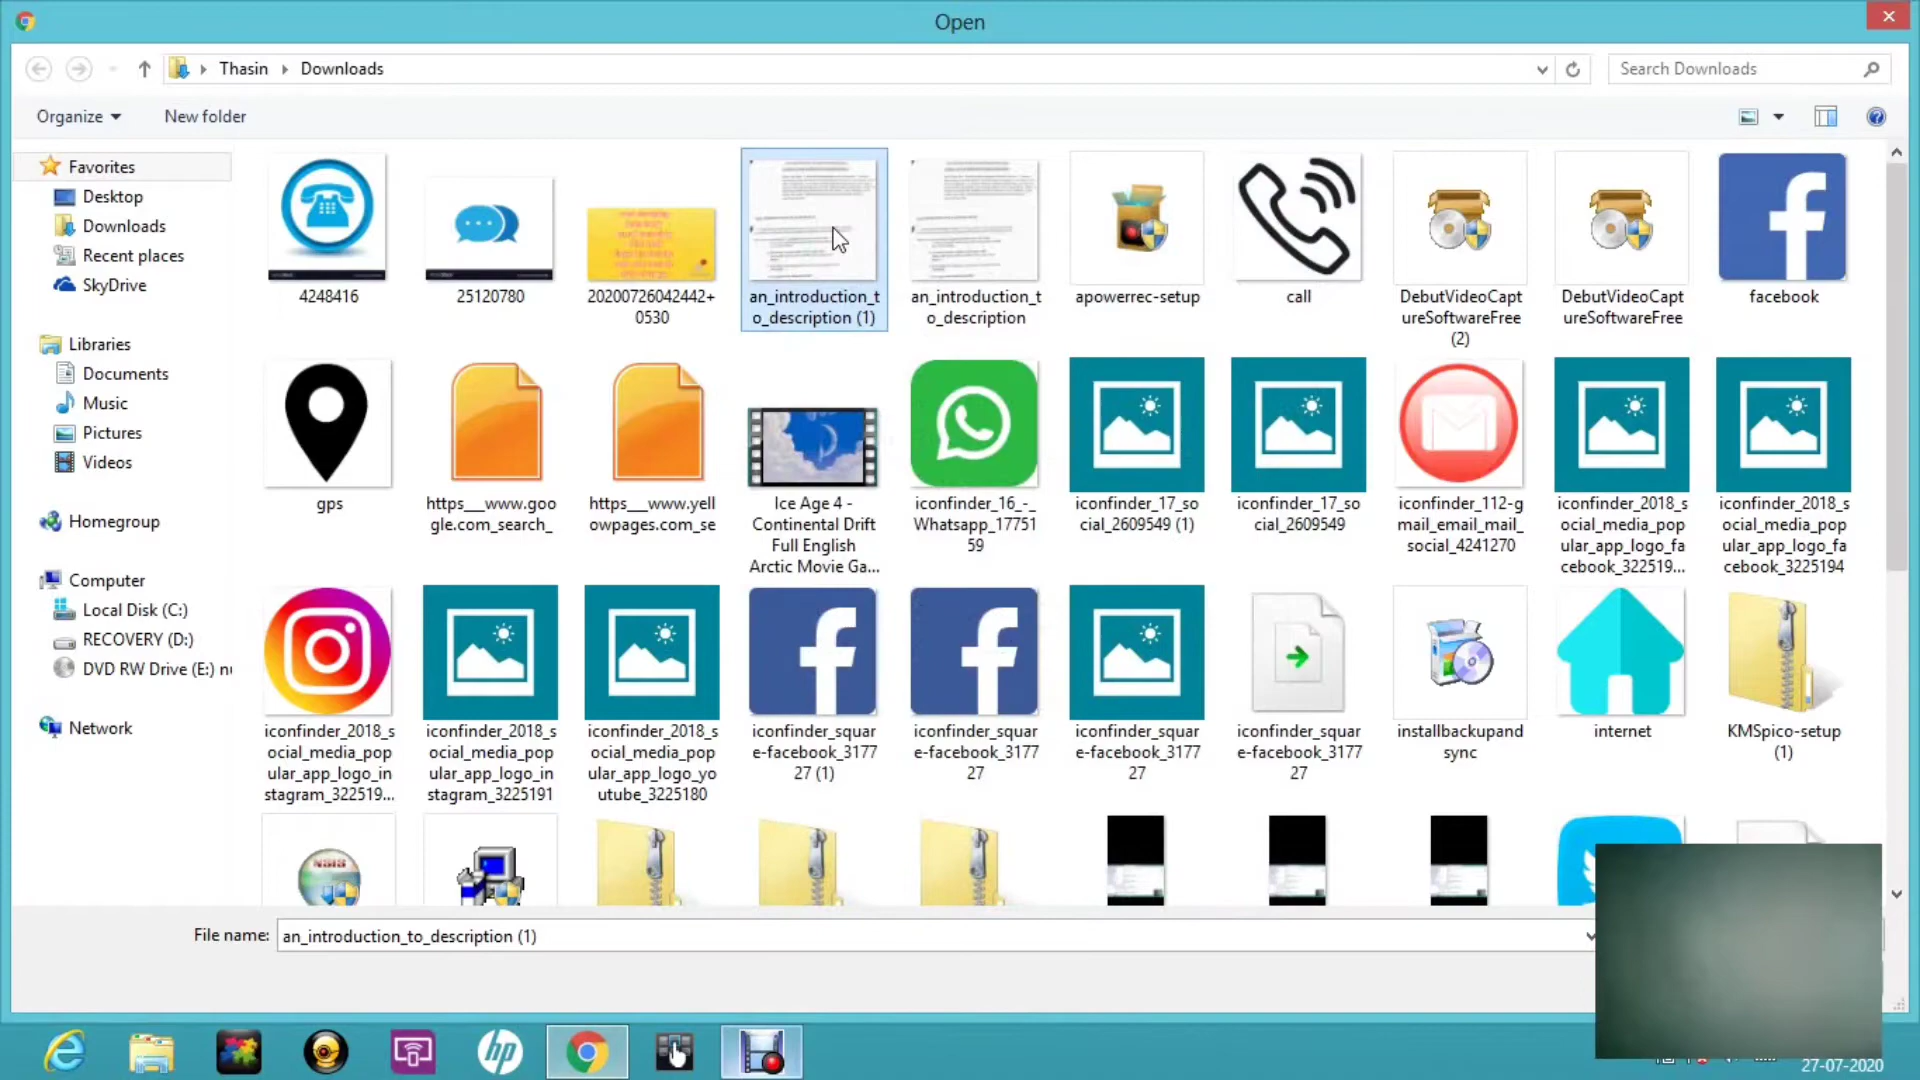 Open
Thasin
Downloads
Search Downloads
Organize
New folder
Favorites
Desktop
Downloads
Recent places
SkyDrive
Libraries
Documents
Music
Pictures
Videos
Homegroup
Computer
Local Disk (C:)
RECOVERY (D:)
DVD RW Drive (E:)
Network
4248416
25120780
20200726042442+
0530
an_introduction_t
o_description (1)
an_introduction_t
o_description
apowerrec-setup
call
DebutVideoCapt
ureSoftwareFree
(2)
DebutVideoCapt
ureSoftwareFree
facebook
gps
https__www.goo
gle.com_search_
https__www.yell
owpages.com_se
Ice Age 4 -
Continental Drift
Full English
Arctic Movie Ga...
iconfinder_16_-_
Whatsapp_17751
59
iconfinder_17_so
cial_2609549 (1)
iconfinder_17_so
cial_2609549
iconfinder_112-g
mail_email_mail_
social_4241270
iconfinder_2018_s
ocial_media_pop
ular_app_logo_fa
cebook_322519...
iconfinder_2018_s
ocial_media_pop
ular_app_logo_fa
cebook_3225194
iconfinder_2018_s
ocial_media_pop
ular_app_logo_in
stagram_322519...
iconfinder_2018_s
ocial_media_pop
ular_app_logo_in
stagram_3225191
iconfinder_2018_s
ocial_media_pop
ular_app_logo_yo
utube_3225180
iconfinder_squar
e-facebook_3177
27 (1)
iconfinder_squar
e-facebook_3177
27
iconfinder_squar
e-facebook_3177
27
iconfinder_squar
e-facebook_3177
27
installbackupand
sync
internet
KMSpico-setup
(1)
NSIS
File name:
an_introduction_to_description (1)
hp
27-07-2020